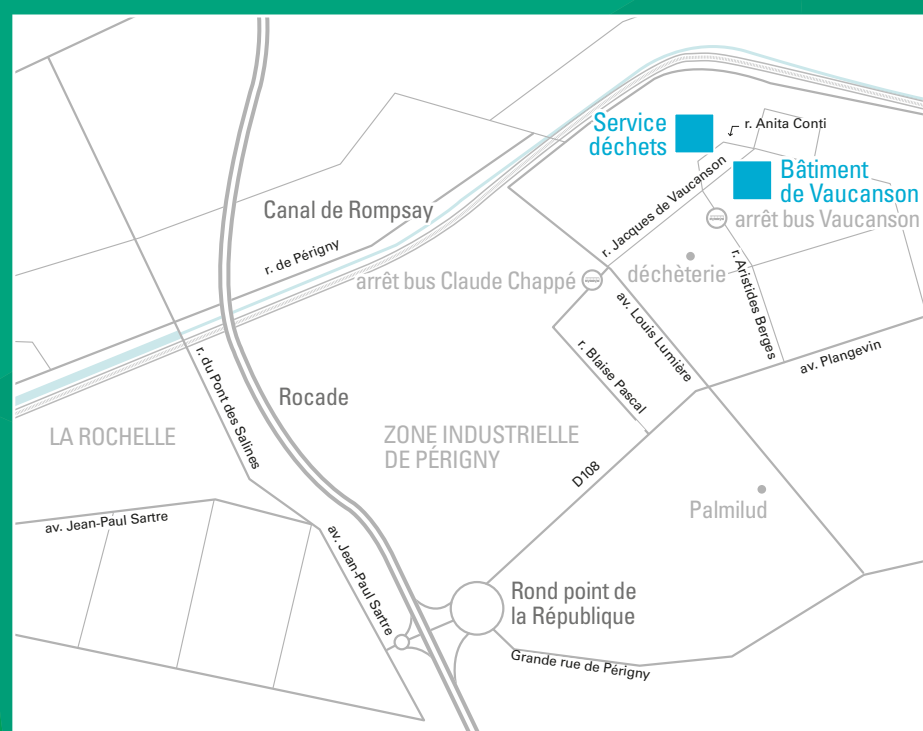 Service
déchets
r. Anita Conti
Bâtiment
de Vaucanson
arrêt bus Vaucanson
r. Jacques de Vaucanson
Canal de Rompsay
r. de Périgny
arrêt bus Claude Chappé
déchèterie
r. Aristides Berges
av. Louis Lumière
r. Blaise Pascal
av. Plangevin
r. du Pont des Salines
Rocade
LA ROCHELLE
ZONE INDUSTRIELLE
DE PÉRIGNY
D108
Palmilud
av. Jean-Paul Sartre
av. Jean-Paul Sartre
Rond point de
la République
Grande rue de Périgny